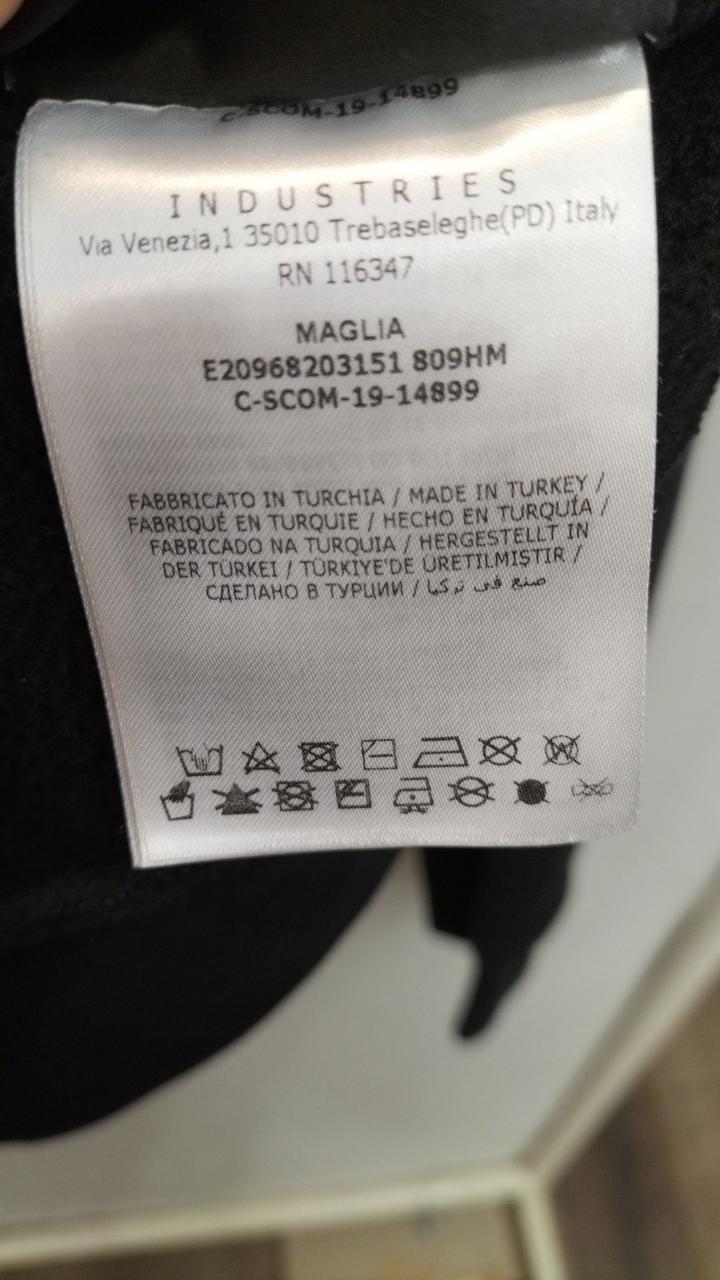 C-SCOM-19-14899
INDUSTRIES
Via Venezia,1 35010 Trebaseleghe(PD) Italy
RN 116347
MAGLIA
E20968203151 809HM
C-SCOM-19-14899
FABBRICATO IN TURCHIA / MADE IN TURKEY /
FABRIQUÉ EN TURQUIE / HECHO EN TURQUÍA /
FABRICADO NA TURQUIA / HERGESTELLT IN
DER TÜRKEI / TÜRKIYE'DE ÜRETILMIŞTIR /
СДЕЛАНО В ТУРЦИИ / صنع في تركيا
W